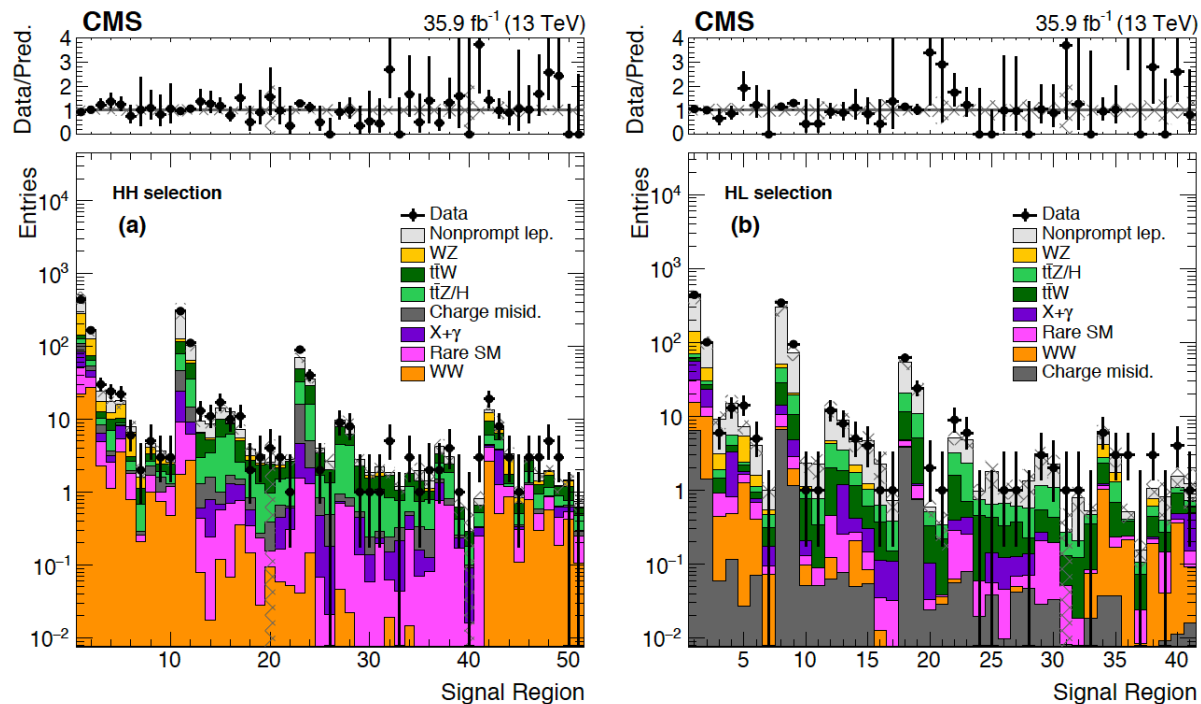 CMS 35.9 fb⁻¹ (13 TeV)
Data/Pred.
4
3
2
1
0
Entries
HH selection
(a)
10⁴
10³
10²
10
1
10⁻¹
10⁻²
Data
Nonprompt lep.
WZ
tt̄W
tt̄Z/H
Charge misid.
X+γ
Rare SM
WW
10 20 30 40 50
Signal Region
CMS 35.9 fb⁻¹ (13 TeV)
Data/Pred.
4
3
2
1
0
Entries
HL selection
(b)
10⁴
10³
10²
10
1
10⁻¹
10⁻²
Data
Nonprompt lep.
WZ
tt̄Z/H
tt̄W
X+γ
Rare SM
WW
Charge misid.
5 10 15 20 25 30 35 40
Signal Region